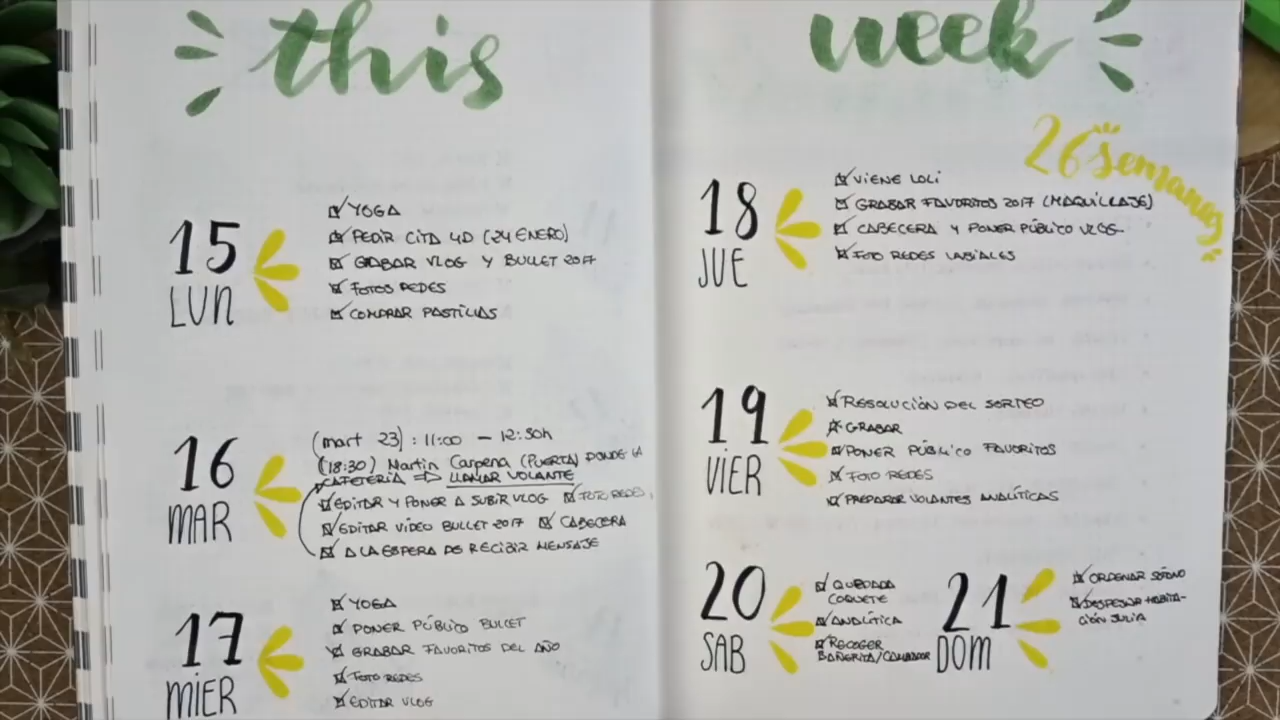 this week
26 semanas
15 LUN
YOGA
PEDIR CITA 4D (24 ENERO)
GRABAR VLOG Y BULLET 2017
FOTOS REDES
COMPRAR PASTILLAS
16 MAR
(mart 23) : 11:00 – 12:30h
(18:30) Martín Carpena (PUERTA) DONDE LA
CAFETERÍA ⇒ LLAMAR VOLANTE
EDITAR Y PONER A SUBIR VLOG FOTO REDES
EDITAR VÍDEO BULLET 2017 CABECERA
A LA ESPERA DE RECIBIR MENSAJE
17 MIER
YOGA
PONER PÚBLICO BULLET
GRABAR FAVORITOS DEL AÑO
FOTO REDES
EDITAR VLOG
18 JUE
VIENE LOLI
GRABAR FAVORITOS 2017 (MAQUILLAJE)
CABECERA Y PONER PÚBLICO VLOG
FOTO REDES LABIALES
19 VIER
RESOLUCIÓN DEL SORTEO
GRABAR
PONER PÚBLICO FAVORITOS
FOTO REDES
PREPARAR VOLANTES ANALÍTICAS
20 SAB
QUEDADA
COQUETE
ANALÍTICA
RECOGER
BAÑERITA/CAMBIADOR
21 DOM
ORDENAR SÓTANO
DESPEJAR HABITA-
CIÓN JULIA